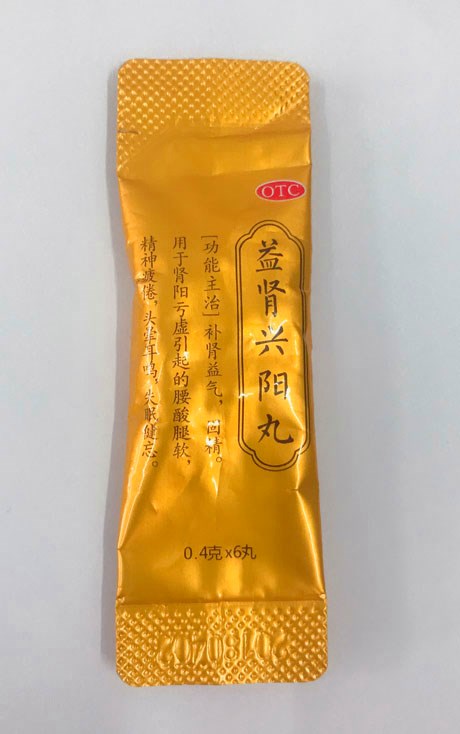 OTC
益肾兴阳丸
[功能主治]补肾益气，固精。
用于肾阳亏虚引起的腰酸腿软，
精神疲倦，头晕耳鸣，失眠健忘。
0.4克x6丸